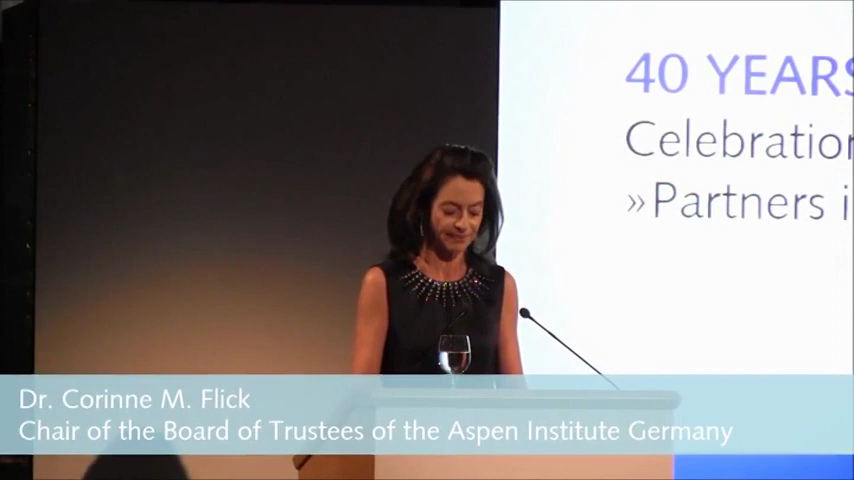 40 YEARS
Celebration
»Partners i
Dr. Corinne M. Flick
Chair of the Board of Trustees of the Aspen Institute Germany